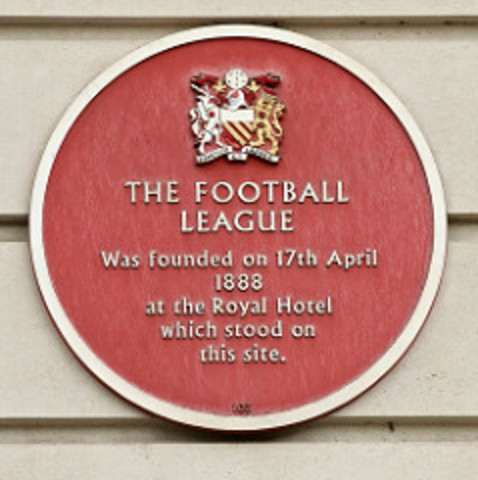 THE FOOTBALL
LEAGUE
Was founded on 17th April
1888
at the Royal Hotel
which stood on
this site.